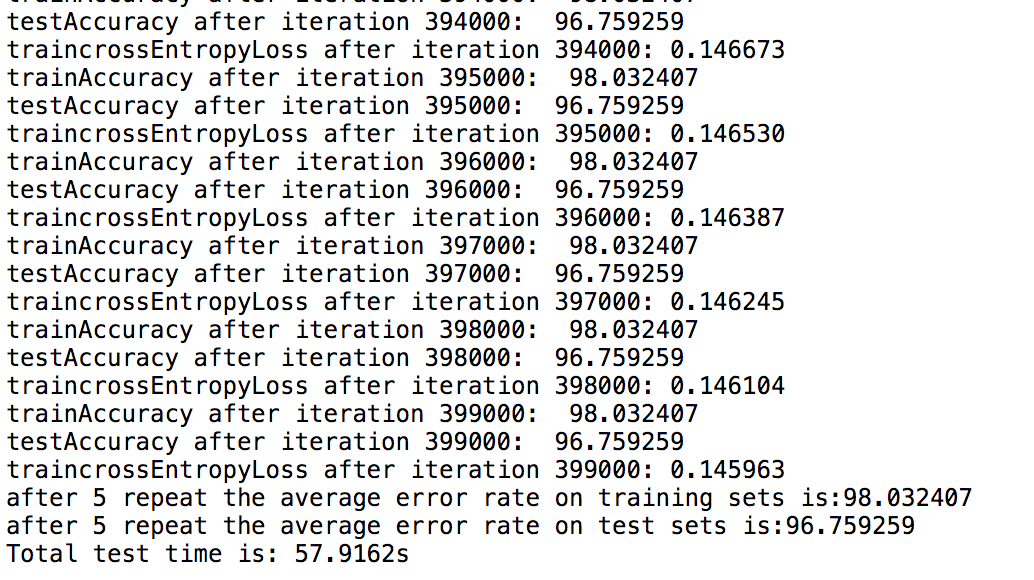 trainAccuracy after iteration 394000:  98.032407
testAccuracy after iteration 394000:  96.759259
traincrossEntropyLoss after iteration 394000: 0.146673
trainAccuracy after iteration 395000:  98.032407
testAccuracy after iteration 395000:  96.759259
traincrossEntropyLoss after iteration 395000: 0.146530
trainAccuracy after iteration 396000:  98.032407
testAccuracy after iteration 396000:  96.759259
traincrossEntropyLoss after iteration 396000: 0.146387
trainAccuracy after iteration 397000:  98.032407
testAccuracy after iteration 397000:  96.759259
traincrossEntropyLoss after iteration 397000: 0.146245
trainAccuracy after iteration 398000:  98.032407
testAccuracy after iteration 398000:  96.759259
traincrossEntropyLoss after iteration 398000: 0.146104
trainAccuracy after iteration 399000:  98.032407
testAccuracy after iteration 399000:  96.759259
traincrossEntropyLoss after iteration 399000: 0.145963
after 5 repeat the average error rate on training sets is:98.032407
after 5 repeat the average error rate on test sets is:96.759259
Total test time is: 57.9162s